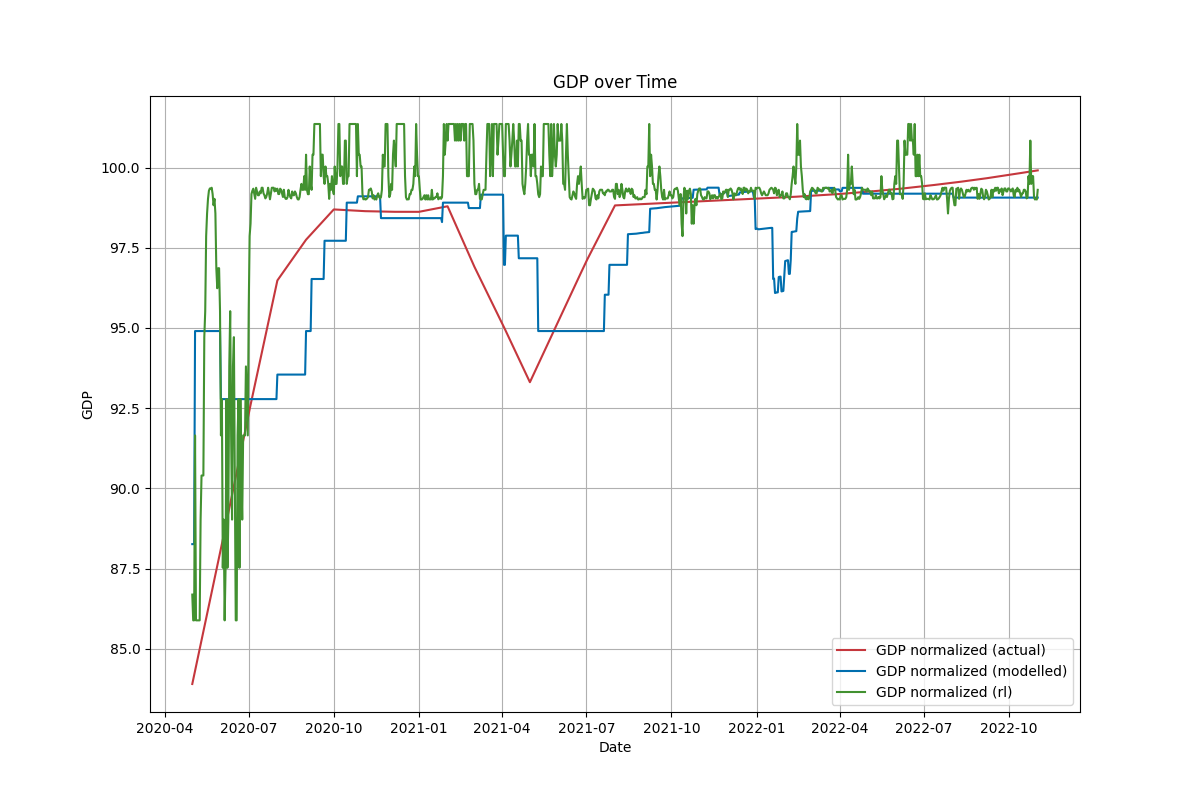 GDP over Time
100.0
97.5
95.0
92.5
90.0
87.5
85.0
GDP
GDP normalized (actual)
GDP normalized (modelled)
GDP normalized (rl)
2020-04 2020-07 2020-10 2021-01 2021-04 2021-07 2021-10 2022-01 2022-04 2022-07 2022-10
Date